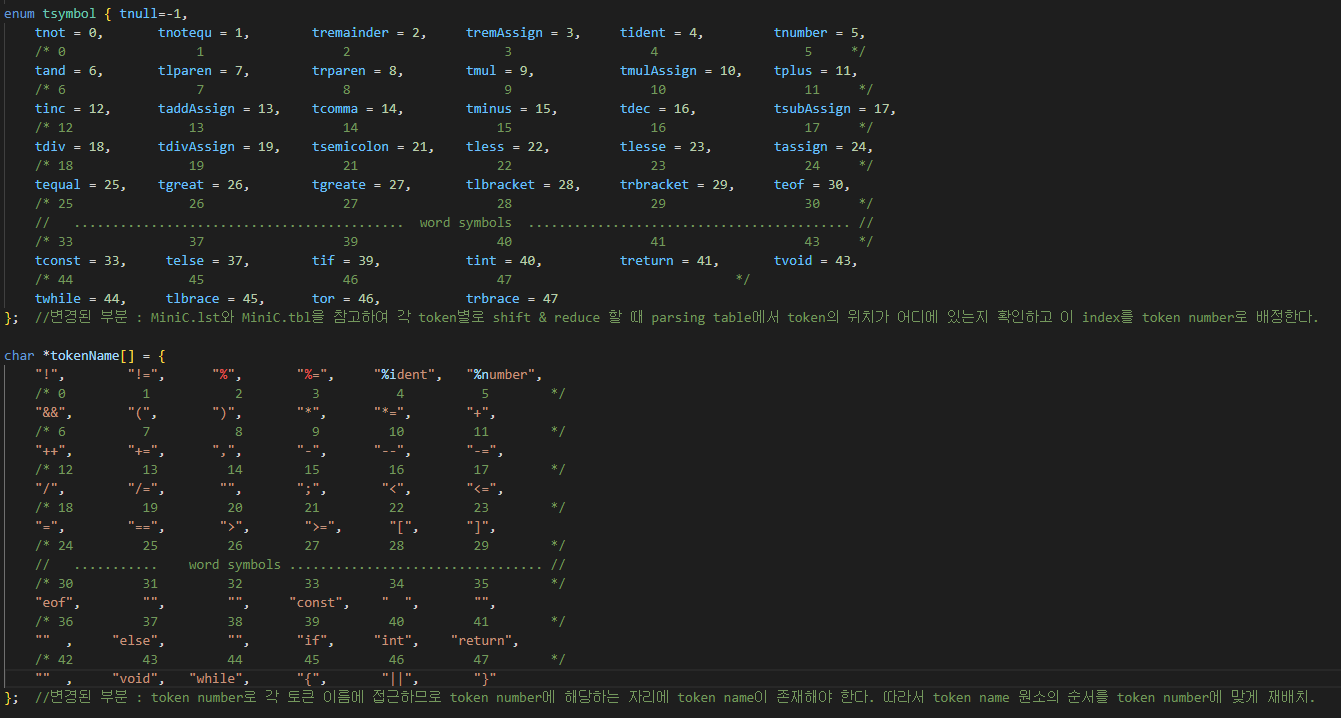 enum tsymbol { tnull=-1,
tnot = 0, tnotequ = 1, tremainder = 2, tremAssign = 3, tident = 4, tnumber = 5,
/* 0 1 2 3 4 5 */
tand = 6, tlparen = 7, trparen = 8, tmul = 9, tmulAssign = 10, tplus = 11,
/* 6 7 8 9 10 11 */
tinc = 12, taddAssign = 13, tcomma = 14, tminus = 15, tdec = 16, tsubAssign = 17,
/* 12 13 14 15 16 17 */
tdiv = 18, tdivAssign = 19, tsemicolon = 21, tless = 22, tlesse = 23, tassign = 24,
/* 18 19 21 22 23 24 */
tequal = 25, tgreat = 26, tgreate = 27, tlbracket = 28, trbracket = 29, teof = 30,
/* 25 26 27 28 29 30 */
// ........................................... word symbols .......................................... //
/* 33 37 39 40 41 43 */
tconst = 33, telse = 37, tif = 39, tint = 40, treturn = 41, tvoid = 43,
/* 44 45 46 47 */
twhile = 44, tlbrace = 45, tor = 46, trbrace = 47
}; //변경된 부분 : MiniC.lst와 MiniC.tbl을 참고하여 각 token별로 shift & reduce 할 때 parsing table에서 token의 위치가 어디에 있는지 확인하고 이 index를 token number로 배정한다.
char *tokenName[] = {
"!", "!=", "%", "%=", "%ident", "%number",
/* 0 1 2 3 4 5 */
"&&", "(", ")", "*", "*=", "+",
/* 6 7 8 9 10 11 */
"++", "+=", ",", "-", "--", "-=",
/* 12 13 14 15 16 17 */
"/", "/=", "", ";", "<", "<=",
/* 18 19 20 21 22 23 */
"=", "==", ">", ">=", "[", "]",
/* 24 25 26 27 28 29 */
// ........... word symbols ................................. //
/* 30 31 32 33 34 35 */
"eof", "", "", "const", "  ", "",
/* 36 37 38 39 40 41 */
"" , "else", "", "if", "int", "return",
/* 42 43 44 45 46 47 */
"" , "void", "while", "{", "||", "}"
}; //변경된 부분 : token number로 각 토큰 이름에 접근하므로 token number에 해당하는 자리에 token name이 존재해야 한다. 따라서 token name 원소의 순서를 token number에 맞게 재배치.